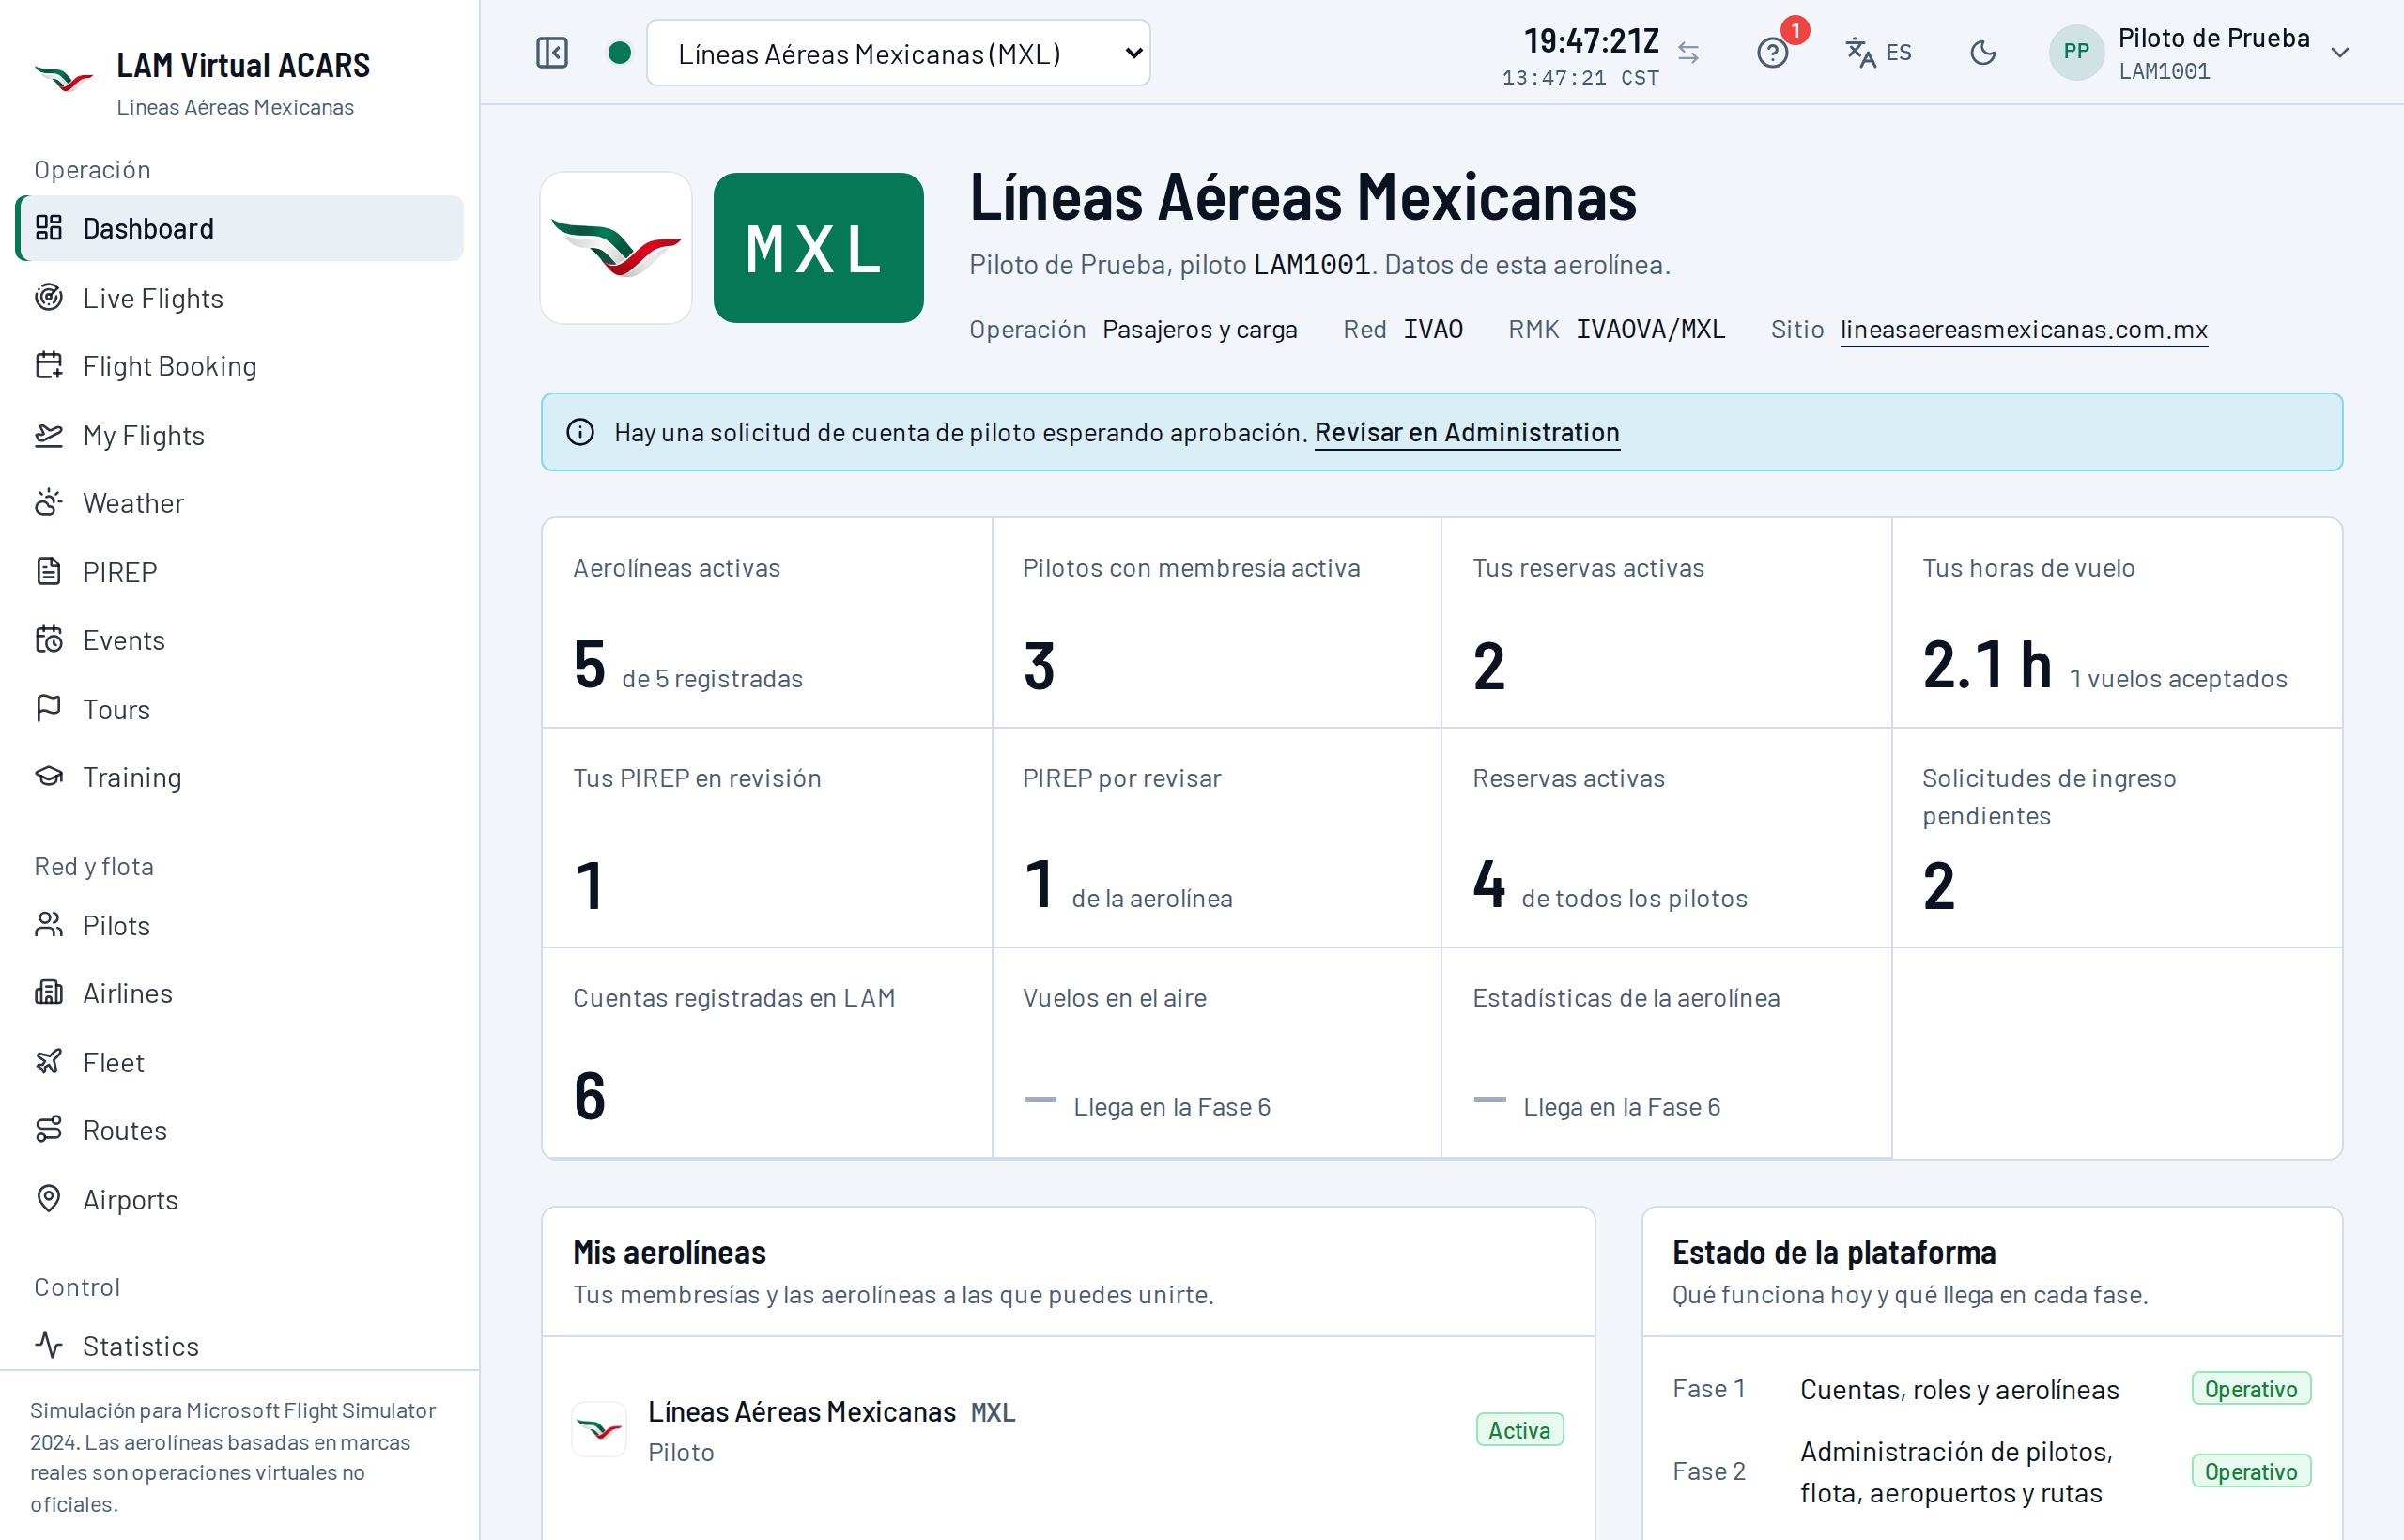 LAM Virtual ACARS
Líneas Aéreas Mexicanas
Operación
Dashboard
Live Flights
Flight Booking
My Flights
Weather
PIREP
Events
Tours
Training
Red y flota
Pilots
Airlines
Fleet
Routes
Airports
Control
Statistics
Simulación para Microsoft Flight Simulator
2024. Las aerolíneas basadas en marcas
reales son operaciones virtuales no
oficiales.
Líneas Aéreas Mexicanas (MXL)
19:47:21Z
13:47:21 CST
1
ES
PP
Piloto de Prueba
LAM1001
MXL
Líneas Aéreas Mexicanas
Piloto de Prueba, piloto LAM1001. Datos de esta aerolínea.
Operación Pasajeros y carga Red IVAO RMK IVAOVA/MXL Sitio lineasaereasmexicanas.com.mx
Hay una solicitud de cuenta de piloto esperando aprobación. Revisar en Administration
Aerolíneas activas
5 de 5 registradas
Pilotos con membresía activa
3
Tus reservas activas
2
Tus horas de vuelo
2.1 h 1 vuelos aceptados
Tus PIREP en revisión
1
PIREP por revisar
1 de la aerolínea
Reservas activas
4 de todos los pilotos
Solicitudes de ingreso
pendientes
2
Cuentas registradas en LAM
6
Vuelos en el aire
— Llega en la Fase 6
Estadísticas de la aerolínea
— Llega en la Fase 6
Mis aerolíneas
Tus membresías y las aerolíneas a las que puedes unirte.
Líneas Aéreas Mexicanas MXL
Piloto
Activa
Estado de la plataforma
Qué funciona hoy y qué llega en cada fase.
Fase 1 Cuentas, roles y aerolíneas Operativo
Fase 2 Administración de pilotos,
flota, aeropuertos y rutas Operativo